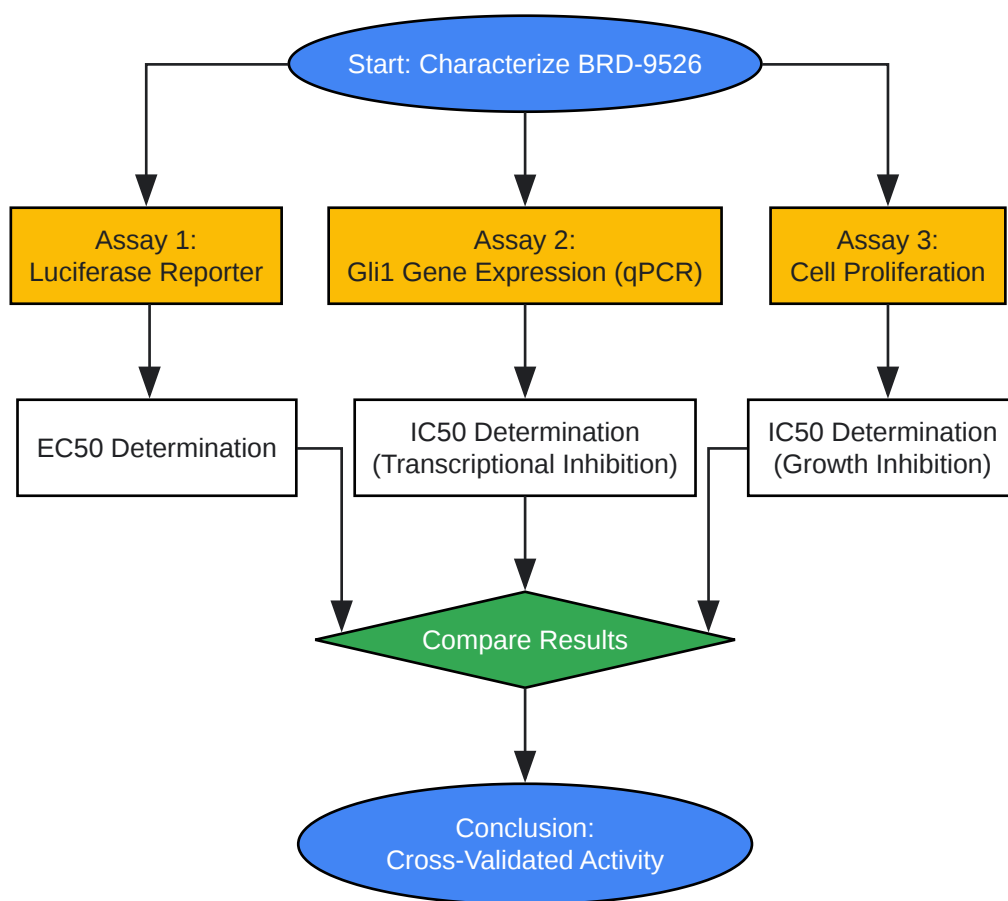 Start: Characterize BRD-9526
Assay 1:
Luciferase Reporter
Assay 2:
Gli1 Gene Expression (qPCR)
Assay 3:
Cell Proliferation
EC50 Determination
IC50 Determination
(Transcriptional Inhibition)
IC50 Determination
(Growth Inhibition)
Compare Results
Conclusion:
Cross-Validated Activity